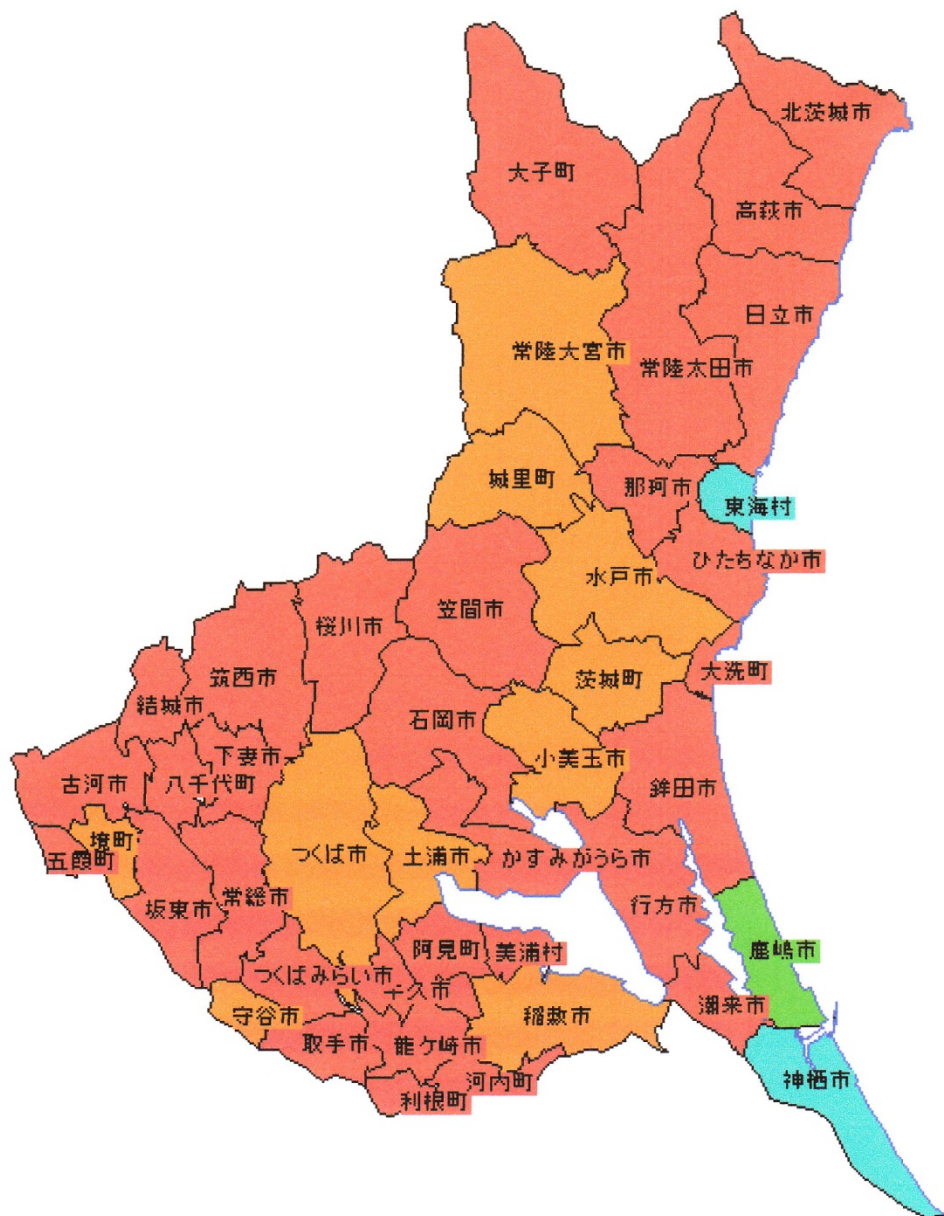 北茨城市
大子町
高萩市
日立市
常陸大宮市
常陸太田市
城里町
那珂市
東海村
ひたちなか市
水戸市
笠間市
桜川市
大洗町
茨城町
筑西市
結城市
石岡市
小美玉市
下妻市
古河市
八千代町
鉾田市
境町
五霞町
つくば市
土浦市
かすみがうら市
坂東市
常総市
行方市
鹿嶋市
阿見町
美浦村
つくばみらい市
牛久市
潮来市
守谷市
稲敷市
取手市
龍ケ崎市
河内町
神栖市
利根町